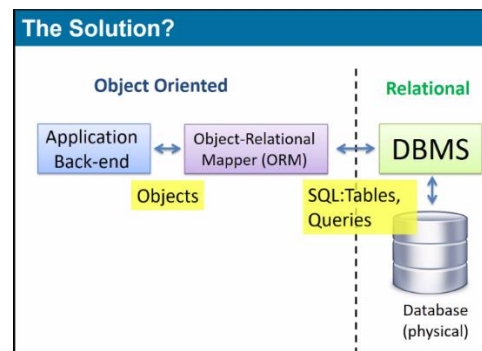 The Solution?
Object Oriented
Relational
Application
Back-end
Object-Relational
Mapper (ORM)
DBMS
Objects
SQL:Tables,
Queries
Database
(physical)